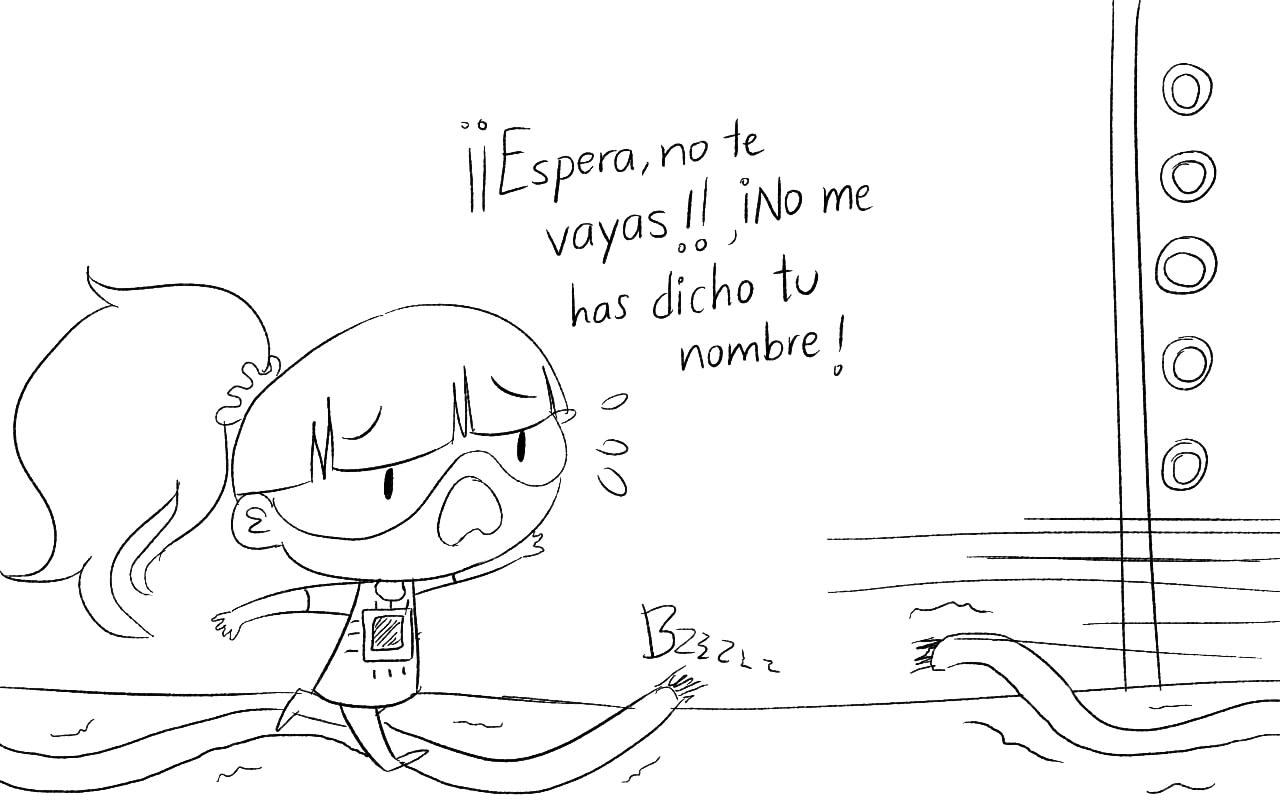 ¡¡Espera, no te
vayas!!, ¡No me
has dicho tu
nombre!
Bzzzzz